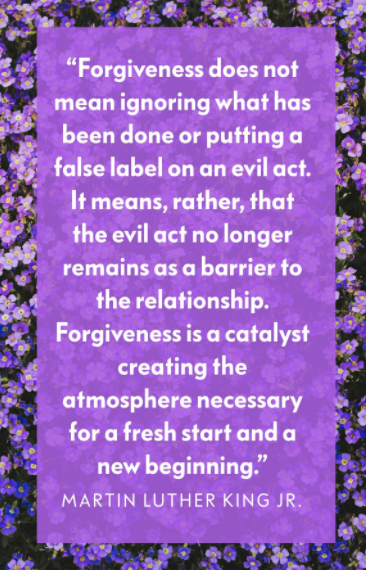 “Forgiveness does not
mean ignoring what has
been done or putting a
false label on an evil act.
It means, rather, that
the evil act no longer
remains as a barrier to
the relationship.
Forgiveness is a catalyst
creating the
atmosphere necessary
for a fresh start and a
new beginning.”
MARTIN LUTHER KING JR.